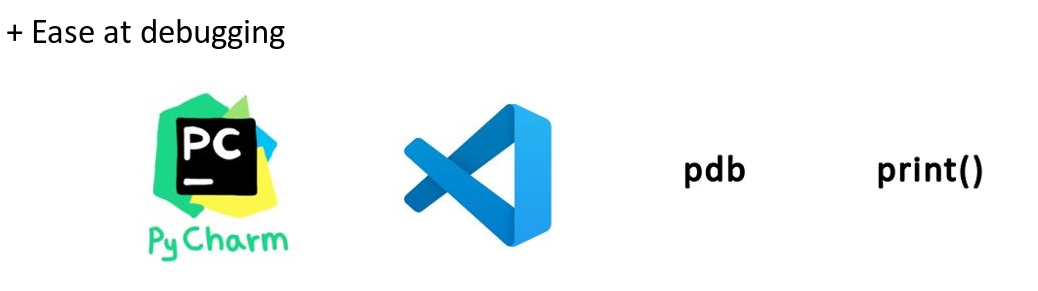 + Ease at debugging
PC
PyCharm
pdb
print()